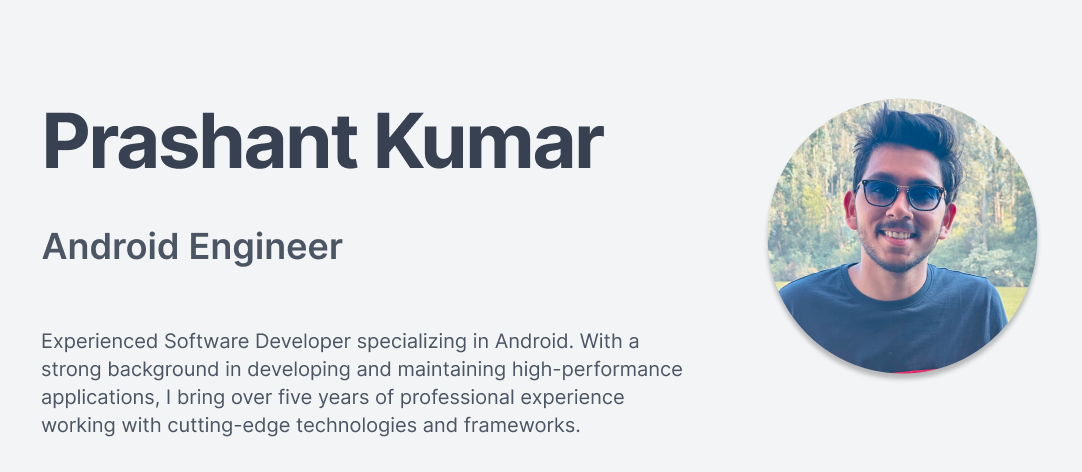 Prashant Kumar
Android Engineer
Experienced Software Developer specializing in Android. With a
strong background in developing and maintaining high-performance
applications, I bring over five years of professional experience
working with cutting-edge technologies and frameworks.